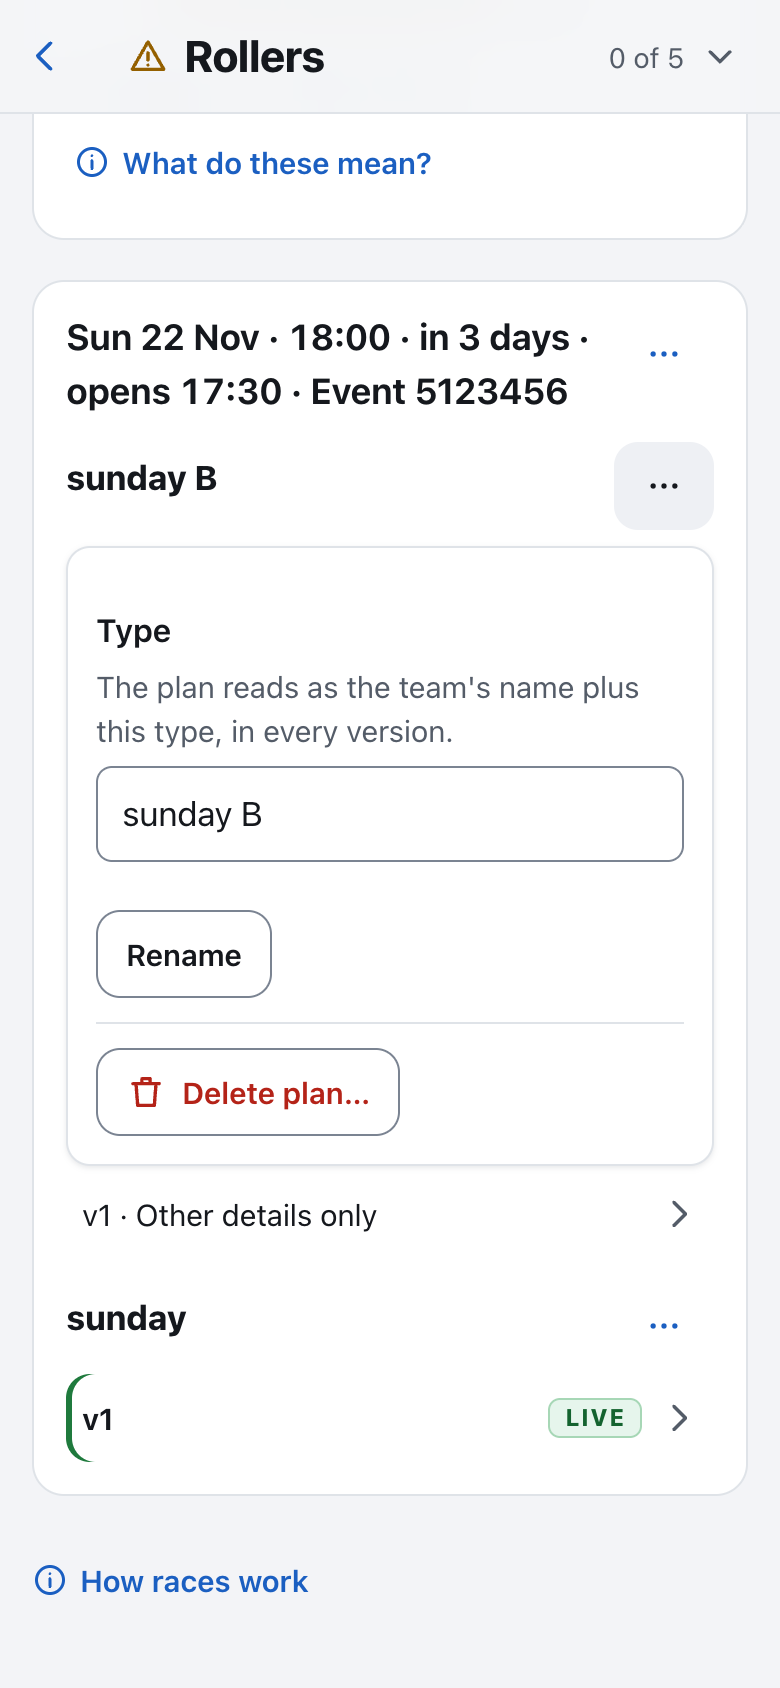 Rollers
0 of 5
What do these mean?
Sun 22 Nov · 18:00 · in 3 days ·
opens 17:30 · Event 5123456
sunday B
Type
The plan reads as the team's name plus
this type, in every version.
sunday B
Rename
Delete plan...
v1 · Other details only
sunday
v1
LIVE
How races work